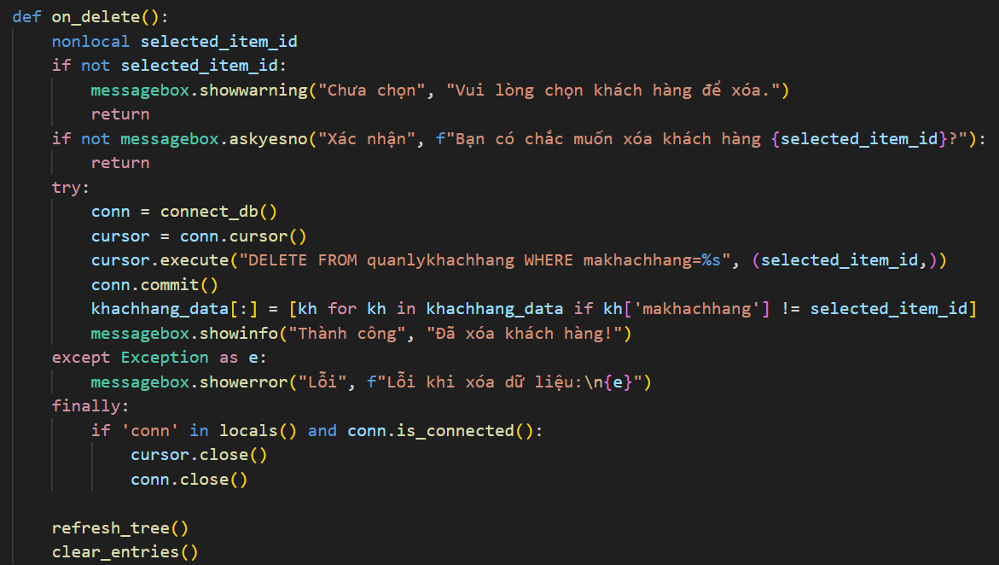 def on_delete():
    nonlocal selected_item_id
    if not selected_item_id:
        messagebox.showwarning("Chưa chọn", "Vui lòng chọn khách hàng để xóa.")
        return
    if not messagebox.askyesno("Xác nhận", f"Bạn có chắc muốn xóa khách hàng {selected_item_id}?"):
        return
    try:
        conn = connect_db()
        cursor = conn.cursor()
        cursor.execute("DELETE FROM quanlykhachhang WHERE makhachhang=%s", (selected_item_id,))
        conn.commit()
        khachhang_data[:] = [kh for kh in khachhang_data if kh['makhachhang'] != selected_item_id]
        messagebox.showinfo("Thành công", "Đã xóa khách hàng!")
    except Exception as e:
        messagebox.showerror("Lỗi", f"Lỗi khi xóa dữ liệu:\n{e}")
    finally:
        if 'conn' in locals() and conn.is_connected():
            cursor.close()
            conn.close()

    refresh_tree()
    clear_entries()